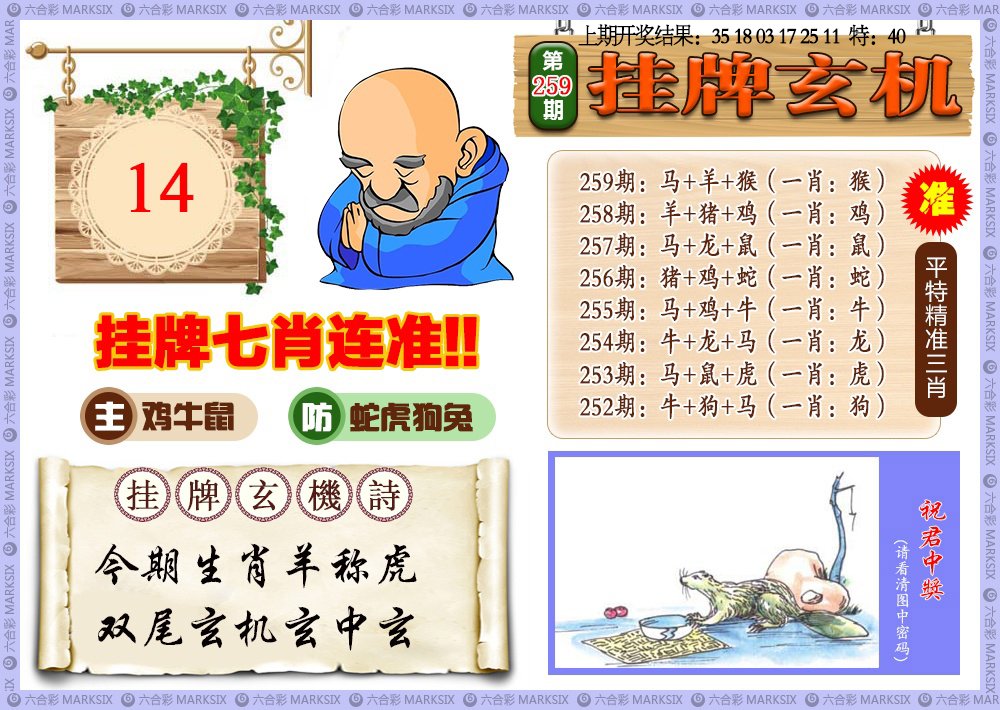 上期开奖结果：35 18 03 17 25 11 特：40
第259期
挂牌玄机
14
挂牌七肖连准!!
主 鸡牛鼠
防 蛇虎狗兔
挂牌玄機詩
今期生肖羊称虎
双尾玄机玄中玄
259期：马+羊+猴（一肖：猴）
258期：羊+猪+鸡（一肖：鸡）
257期：马+龙+鼠（一肖：鼠）
256期：猪+鸡+蛇（一肖：蛇）
255期：马+鸡+牛（一肖：牛）
254期：牛+龙+马（一肖：龙）
253期：马+鼠+虎（一肖：虎）
252期：牛+狗+马（一肖：狗）
准
平特精准三肖
祝君中獎
（请看清图中密码）
六合彩 MARKSIX